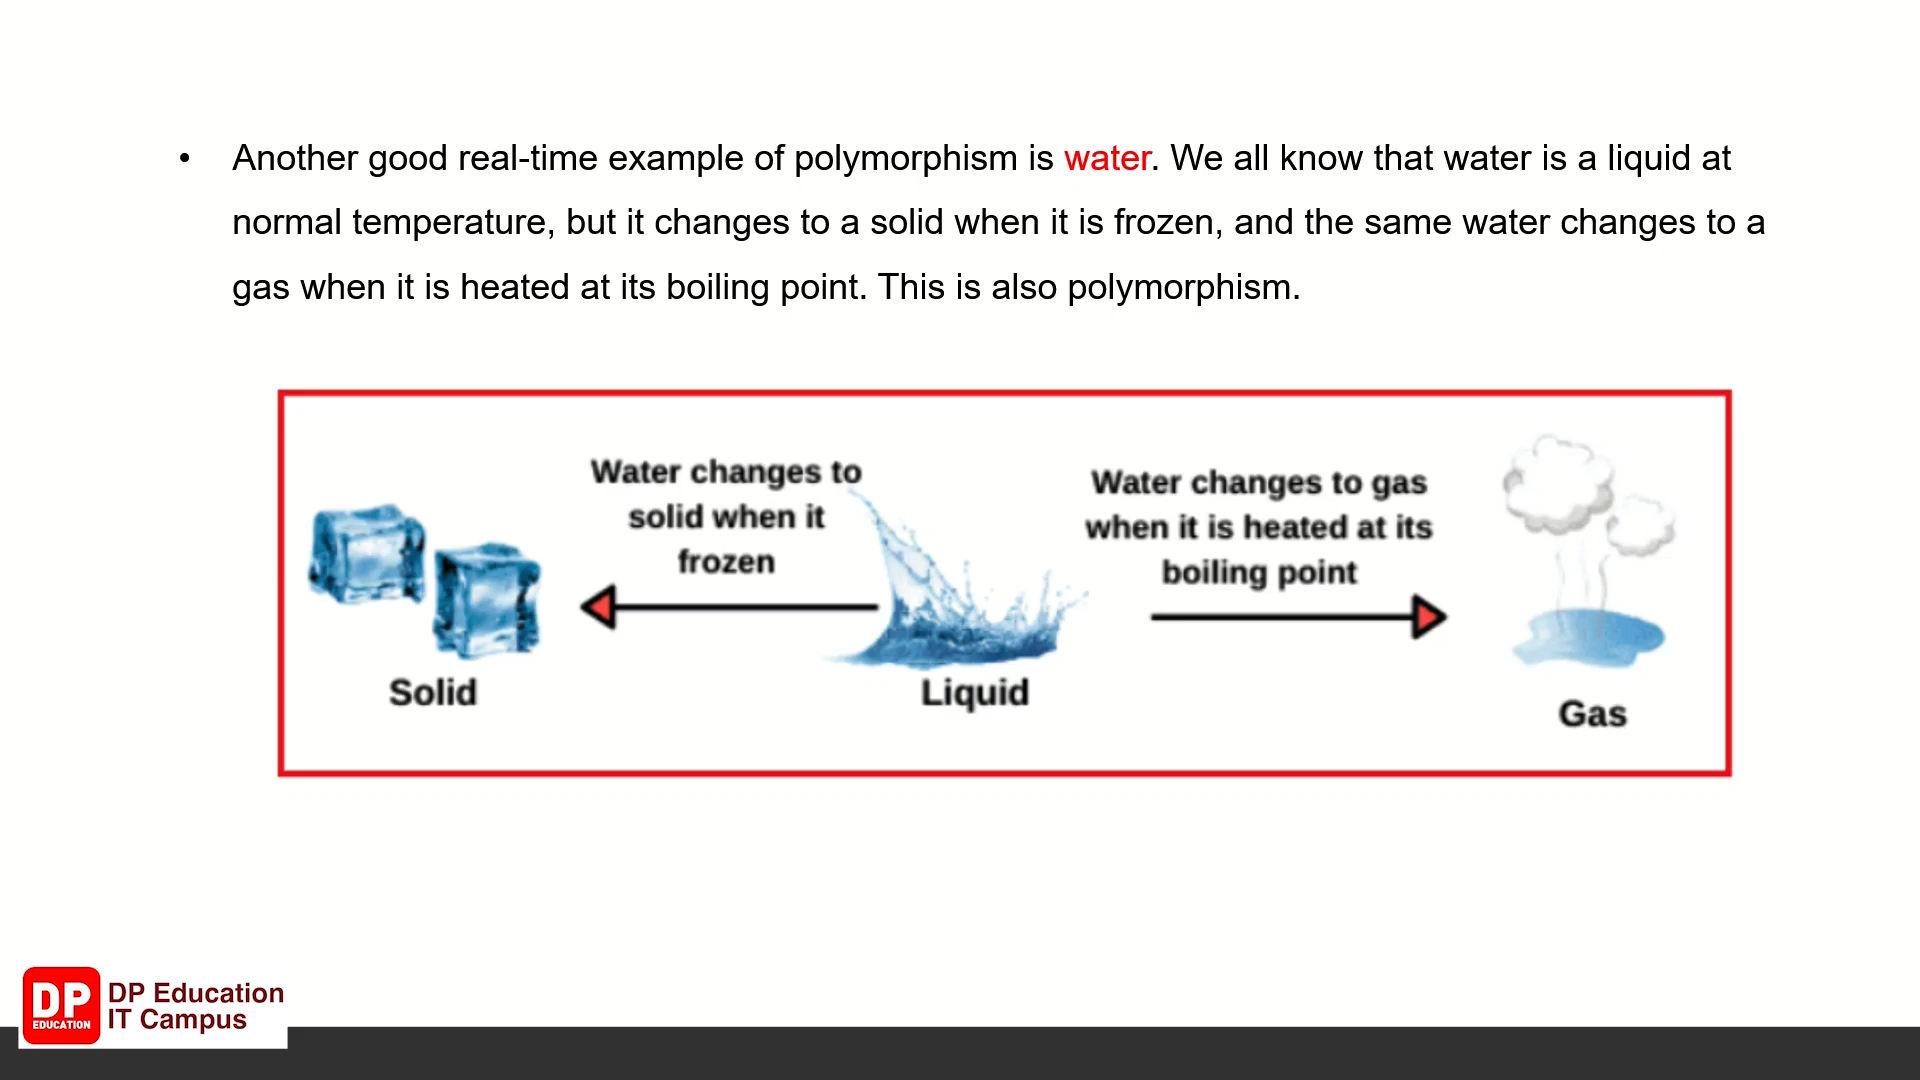 • Another good real-time example of polymorphism is water. We all know that water is a liquid at
normal temperature, but it changes to a solid when it is frozen, and the same water changes to a
gas when it is heated at its boiling point. This is also polymorphism.
Water changes to
solid when it
frozen
Water changes to gas
when it is heated at its
boiling point
Solid
Liquid
Gas
DP
EDUCATION
DP Education
IT Campus